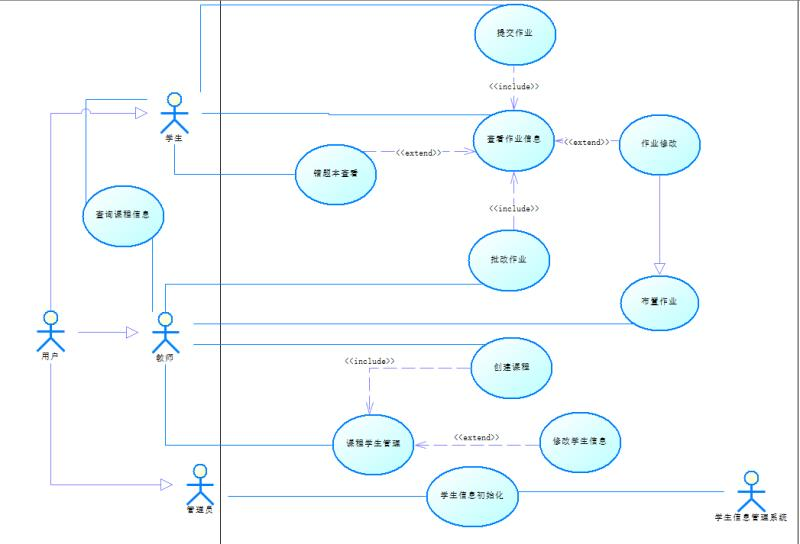 提交作业
<<include>>
学生
查看作业信息
<<extend>>
<<extend>>
作业修改
错题本查看
查询课程信息
<<include>>
批改作业
布置作业
用户
教师
<<include>>
创建课程
课程学生管理
<<extend>>
修改学生信息
管理员
学生信息初始化
学生信息管理系统